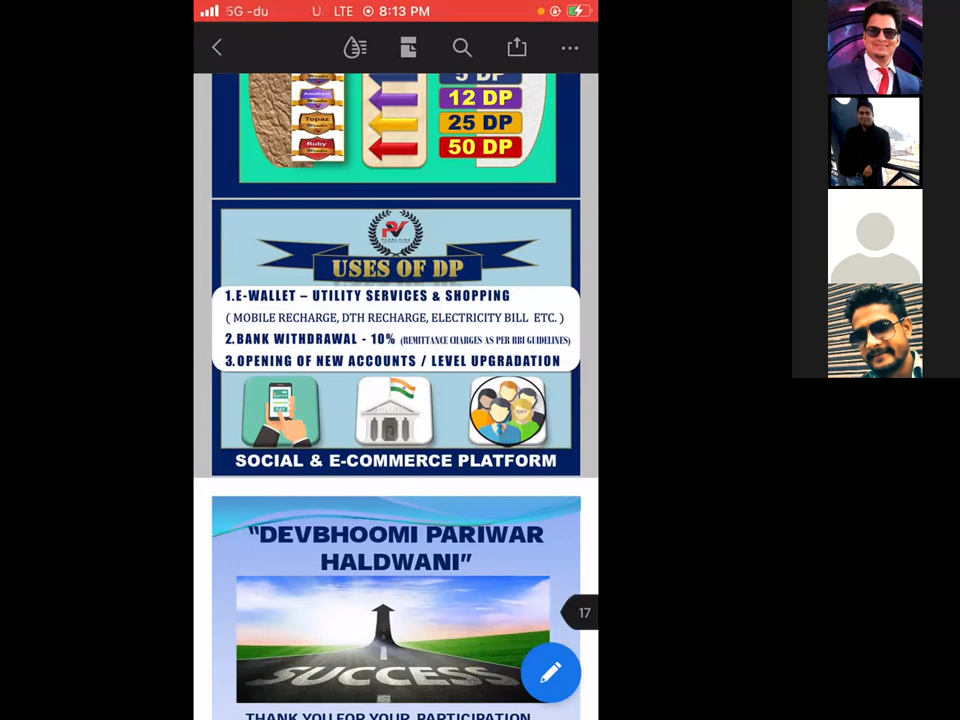 5G -du U. LTE 8:13 PM
5 DP
Amethyst
12 DP
Topaz
25 DP
Ruby
50 DP
USES OF DP
1.E-WALLET – UTILITY SERVICES & SHOPPING
( MOBILE RECHARGE, DTH RECHARGE, ELECTRICITY BILL ETC. )
2.BANK WITHDRAWAL - 10% (REMITTANCE CHARGES AS PER RBI GUIDELINES)
3.OPENING OF NEW ACCOUNTS / LEVEL UPGRADATION
SOCIAL & E-COMMERCE PLATFORM
"DEVBHOOMI PARIWAR
HALDWANI"
17
SUCCESS
THANK YOU FOR YOUR PARTICIPATION